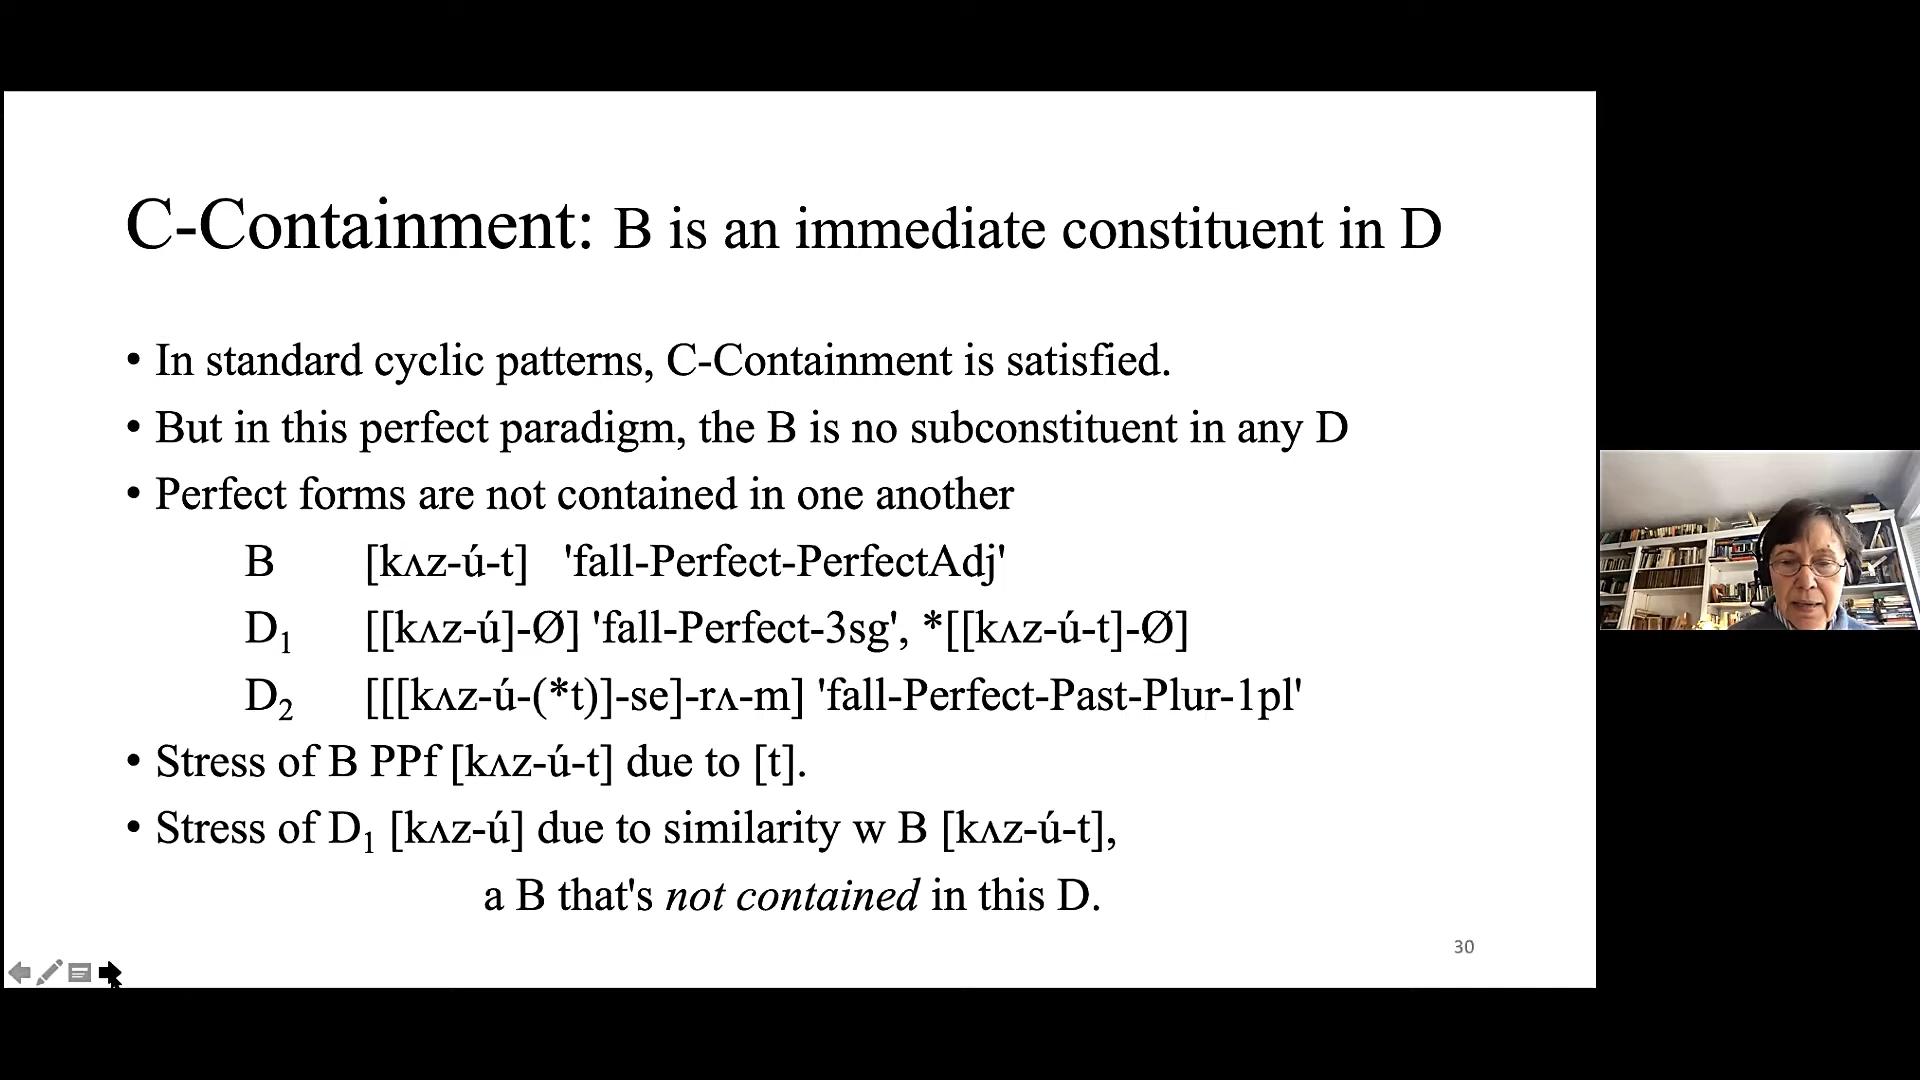 C-Containment: B is an immediate constituent in D
• In standard cyclic patterns, C-Containment is satisfied.
• But in this perfect paradigm, the B is no subconstituent in any D
• Perfect forms are not contained in one another
B [kʌz-ú-t] 'fall-Perfect-PerfectAdj'
D₁ [[kʌz-ú]-Ø] 'fall-Perfect-3sg', *[[kʌz-ú-t]-Ø]
D₂ [[[kʌz-ú-(*t)]-se]-rʌ-m] 'fall-Perfect-Past-Plur-1pl'
• Stress of B PPf [kʌz-ú-t] due to [t].
• Stress of D₁ [kʌz-ú] due to similarity w B [kʌz-ú-t],
a B that's not contained in this D.
30